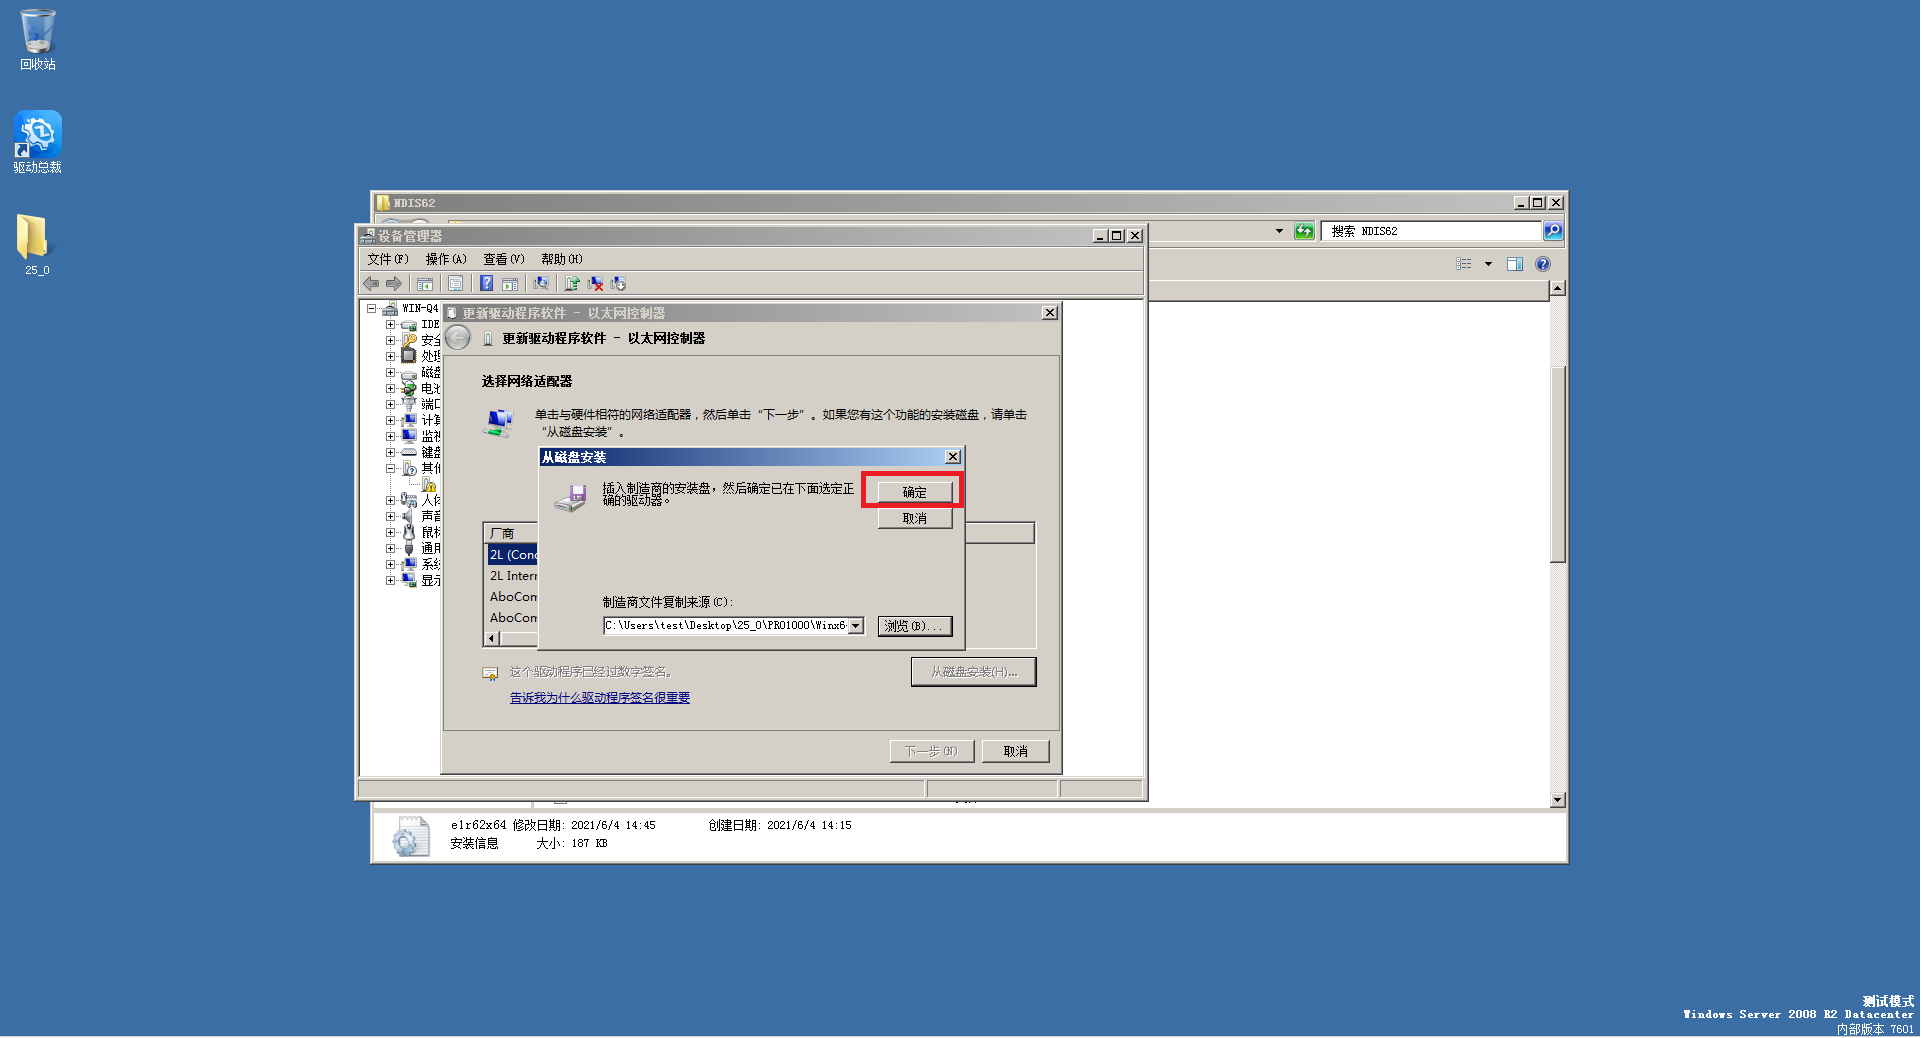 回收站
驱动总裁
25_0
NDIS62
搜索 NDIS62
设备管理器
文件(F) 操作(A) 查看(V) 帮助(H)
WIN-Q4
IDE
安全
处理
磁盘
电池
端口
计算
监视
键盘
其他
人体
声音
鼠标
通用
系统
显示
更新驱动程序软件 - 以太网控制器
更新驱动程序软件 - 以太网控制器
选择网络适配器
单击与硬件相符的网络适配器，然后单击“下一步”。如果您有这个功能的安装磁盘，请单击
“从磁盘安装”。
从磁盘安装
插入制造商的安装盘，然后确定已在下面选定正
确的驱动器。
确定
取消
厂商
2L (Conc
2L Intern
AboCom
AboCom
制造商文件复制来源(C):
C:\Users\test\Desktop\25_0\PRO1000\Winx6
浏览(B)...
这个驱动程序已经过数字签名。
从磁盘安装(H)...
告诉我为什么驱动程序签名很重要
下一步(N) 取消
e1r62x64 修改日期: 2021/6/4 14:45 创建日期: 2021/6/4 14:15
安装信息 大小: 187 KB
测试模式
Windows Server 2008 R2 Datacenter
内部版本 7601